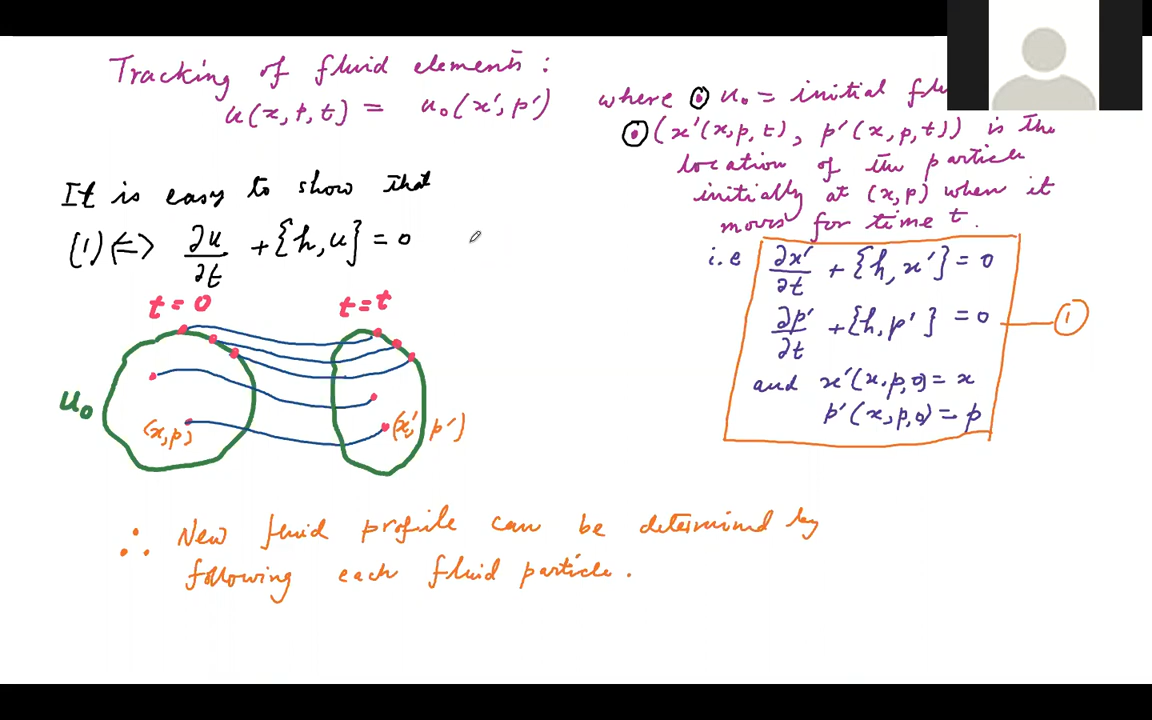 Tracking of fluid elements:
u(x, p, t) = u₀(x', p')
where ⊙ u₀ = initial
⊙ (x'(x,p,t), p'(x,p,t)) is the
location of the particle
initially at (x,p) when it
moves for time t.
i.e ∂x'/∂t + {h, x'} = 0
∂p'/∂t + {h, p'} = 0 — ①
and x'(x,p,0) = x
p'(x,p,0) = p
It is easy to show that
(1) <=> ∂u/∂t + {h, u} = 0
t = 0 t = t
u₀
(x,p) (x', p')
∴ New fluid profile can be determined by
following each fluid particle.